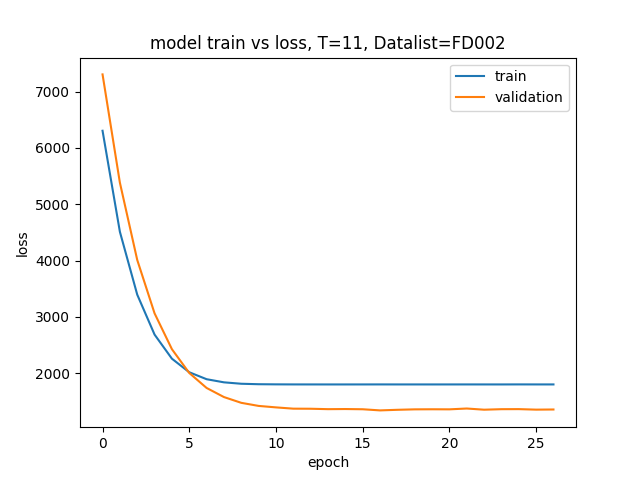 model train vs loss, T=11, Datalist=FD002
train
validation
7000
6000
5000
4000
3000
2000
loss
0 5 10 15 20 25
epoch